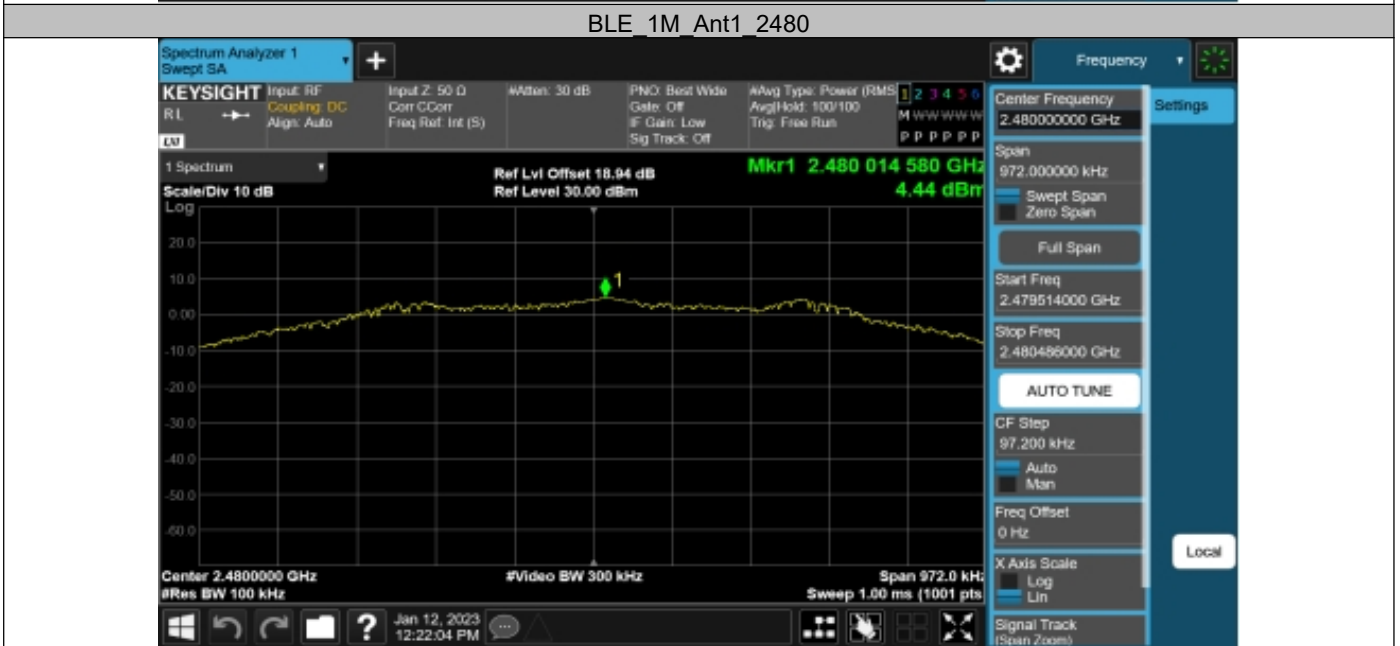 BLE_1M_Ant1_2480
Spectrum Analyzer 1
Swept SA
+
Frequency
KEYSIGHT
RL
LXI
Input: RF
Coupling: DC
Align: Auto
Input Z: 50 Ω
Corr CCorr
Freq Ref: Int (S)
#Atten: 30 dB
PNO: Best Wide
Gate: Off
IF Gain: Low
Sig Track: Off
#Avg Type: Power (RMS
Avg|Hold: 100/100
Trig: Free Run
1 2 3 4 5 6
M W W W W W
P P P P P P
1 Spectrum
Scale/Div 10 dB
Log
Ref Lvl Offset 18.94 dB
Ref Level 30.00 dBm
Mkr1 2.480 014 580 GHz
4.44 dBm
20.0
10.0
0.00
-10.0
-20.0
-30.0
-40.0
-50.0
-60.0
1
Center 2.4800000 GHz
#Res BW 100 kHz
#Video BW 300 kHz
Span 972.0 kHz
Sweep 1.00 ms (1001 pts
Center Frequency
2.480000000 GHz
Settings
Span
972.000000 kHz
Swept Span
Zero Span
Full Span
Start Freq
2.479514000 GHz
Stop Freq
2.480486000 GHz
AUTO TUNE
CF Step
97.200 kHz
Auto
Man
Freq Offset
0 Hz
X Axis Scale
Log
Lin
Local
Signal Track
(Span Zoom)
?
Jan 12, 2023
12:22:04 PM